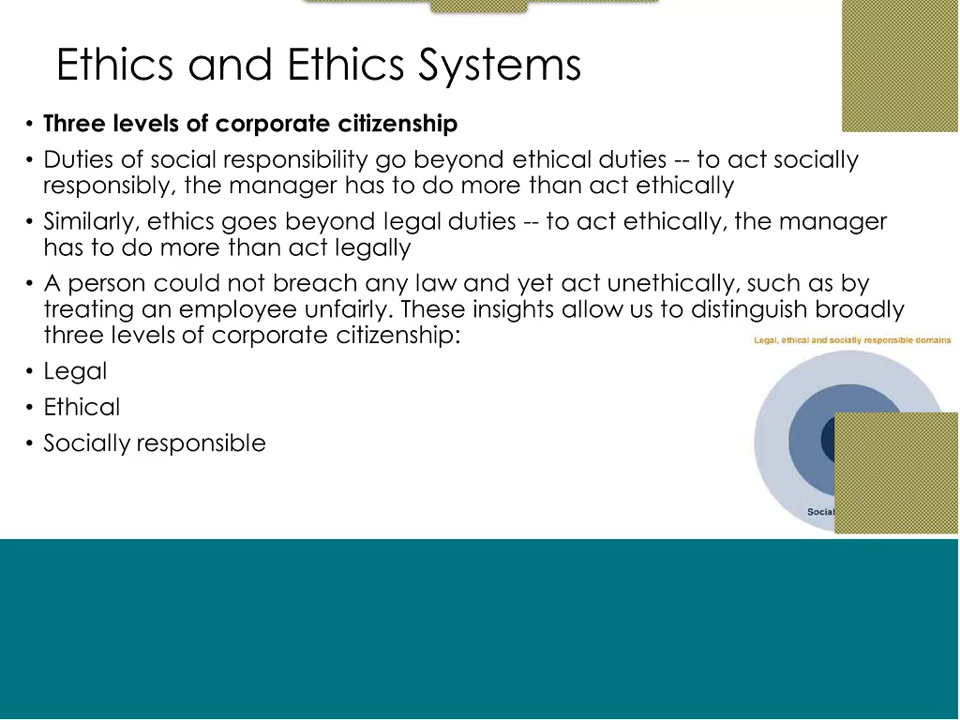 Ethics and Ethics Systems
• Three levels of corporate citizenship
• Duties of social responsibility go beyond ethical duties -- to act socially
responsibly, the manager has to do more than act ethically
• Similarly, ethics goes beyond legal duties -- to act ethically, the manager
has to do more than act legally
• A person could not breach any law and yet act unethically, such as by
treating an employee unfairly. These insights allow us to distinguish broadly
three levels of corporate citizenship:
Legal, ethical and socially responsible domains
• Legal
• Ethical
• Socially responsible